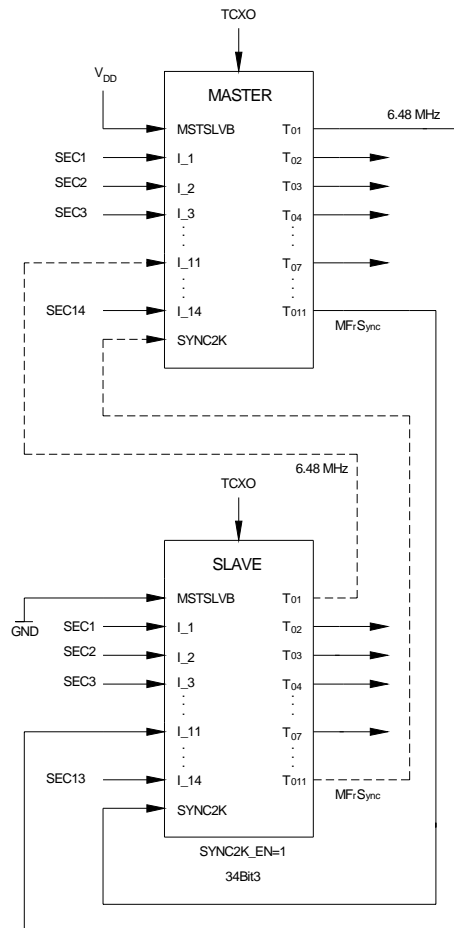 TCXO
VDD
MASTER
6.48 MHz
MSTSLVB T01
SEC1 I_1 T02
SEC2 I_2 T03
SEC3 I_3 T04
I_11 T07
SEC14 I_14 T011
MFrSync
SYNC2K
6.48 MHz
TCXO
SLAVE
MSTSLVB T01
GND
SEC1 I_1 T02
SEC2 I_2 T03
SEC3 I_3 T04
I_11 T07
SEC13 I_14 T011
MFrSync
SYNC2K
SYNC2K_EN=1
34Bit3